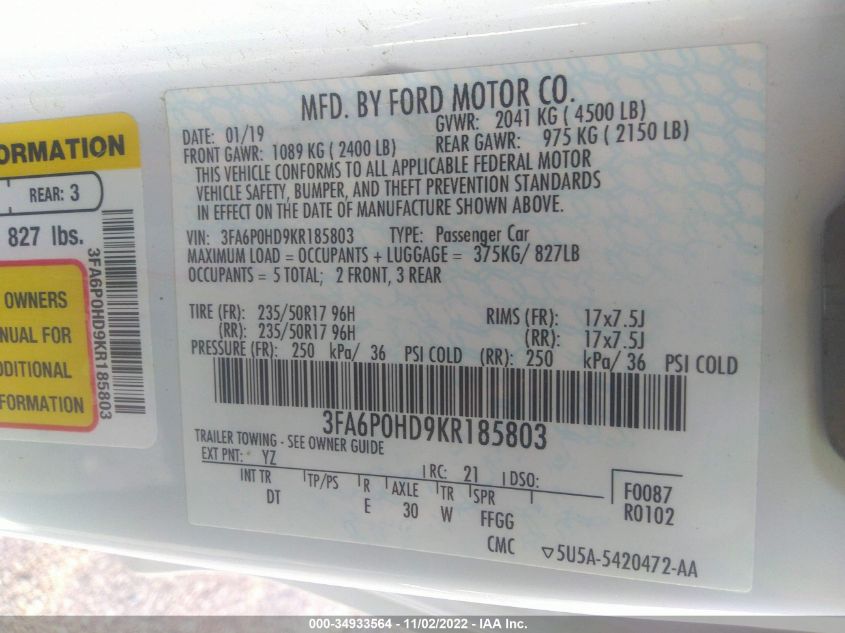 ORMATION
REAR: 3
827 lbs.
OWNERS
NUAL FOR
DDITIONAL
FORMATION
3FA6P0HD9KR185803
MFD. BY FORD MOTOR CO.
DATE: 01/19 GVWR: 2041 KG ( 4500 LB)
FRONT GAWR: 1089 KG ( 2400 LB) REAR GAWR: 975 KG ( 2150 LB)
THIS VEHICLE CONFORMS TO ALL APPLICABLE FEDERAL MOTOR
VEHICLE SAFETY, BUMPER, AND THEFT PREVENTION STANDARDS
IN EFFECT ON THE DATE OF MANUFACTURE SHOWN ABOVE.
VIN: 3FA6P0HD9KR185803 TYPE: Passenger Car
MAXIMUM LOAD = OCCUPANTS + LUGGAGE = 375KG/ 827LB
OCCUPANTS = 5 TOTAL; 2 FRONT, 3 REAR
TIRE (FR): 235/50R17 96H RIMS (FR): 17x7.5J
(RR): 235/50R17 96H (RR): 17x7.5J
PRESSURE (FR): 250 kPa/ 36 PSI COLD (RR): 250 kPa/ 36 PSI COLD
3FA6P0HD9KR185803
TRAILER TOWING - SEE OWNER GUIDE
EXT PNT: YZ RC: 21 DSO:
INT TR TP/PS R AXLE TR SPR F0087
DT E 30 W FFGG R0102
CMC ▽5U5A-5420472-AA
000-34933564 - 11/02/2022 - IAA Inc.